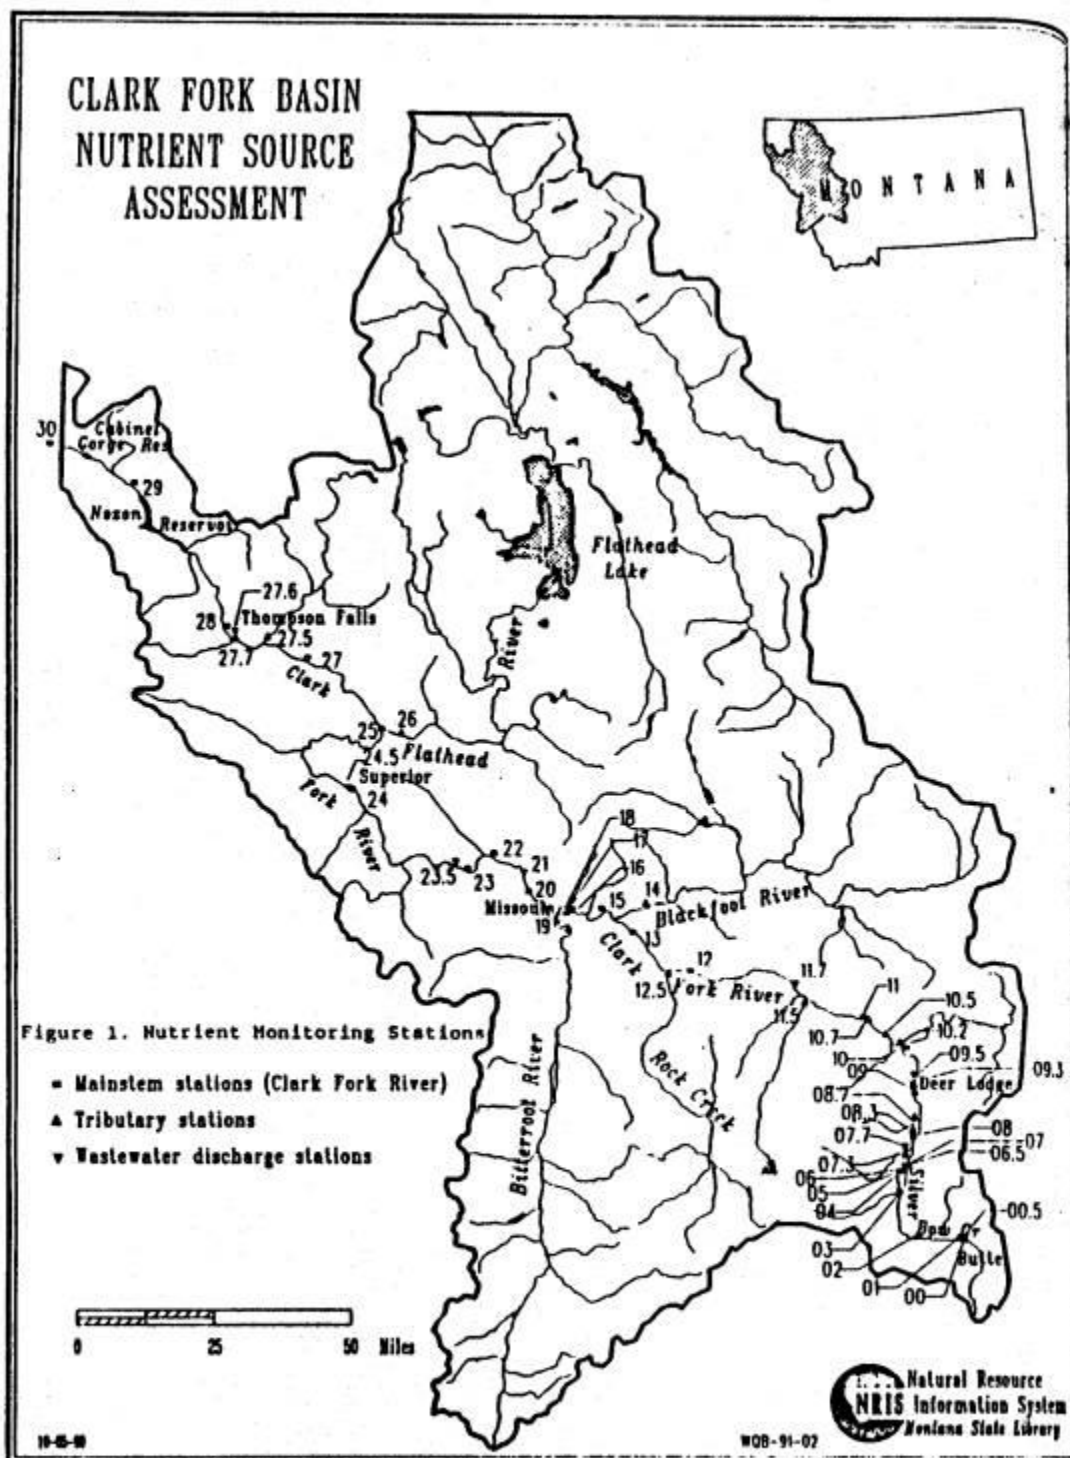 CLARK FORK BASIN
NUTRIENT SOURCE
ASSESSMENT
MONTANA
30
Cabinet
Gorge Res
29
Noxon Reservoir
Flathead
Lake
27.6
28
Thompson Falls
27.5
27.7
27
Clark
River
26
25
Flathead
24.5
Superior
Fork
24
River
18
17
22
16
21
23.5
23
20
15
14
Missoula
Blackfoot River
19
13
Clark
12
11.7
12.5
Fork River
11
11.5
10.5
Figure 1. Nutrient Monitoring Stations
10.7
10.2
10
09.5
09
09.3
Mainstem stations (Clark Fork River)
Deer Lodge
Rock Creek
08.7
Bitterroot River
Tributary stations
08.3
08
07.7
07
Wastewater discharge stations
06.5
07.3
06
05
Silver
04
00.5
Bow Cr
03
Butte
02
01
00
0 25 50 Miles
Natural Resource
NRIS Information System
Montana State Library
WQB-91-02